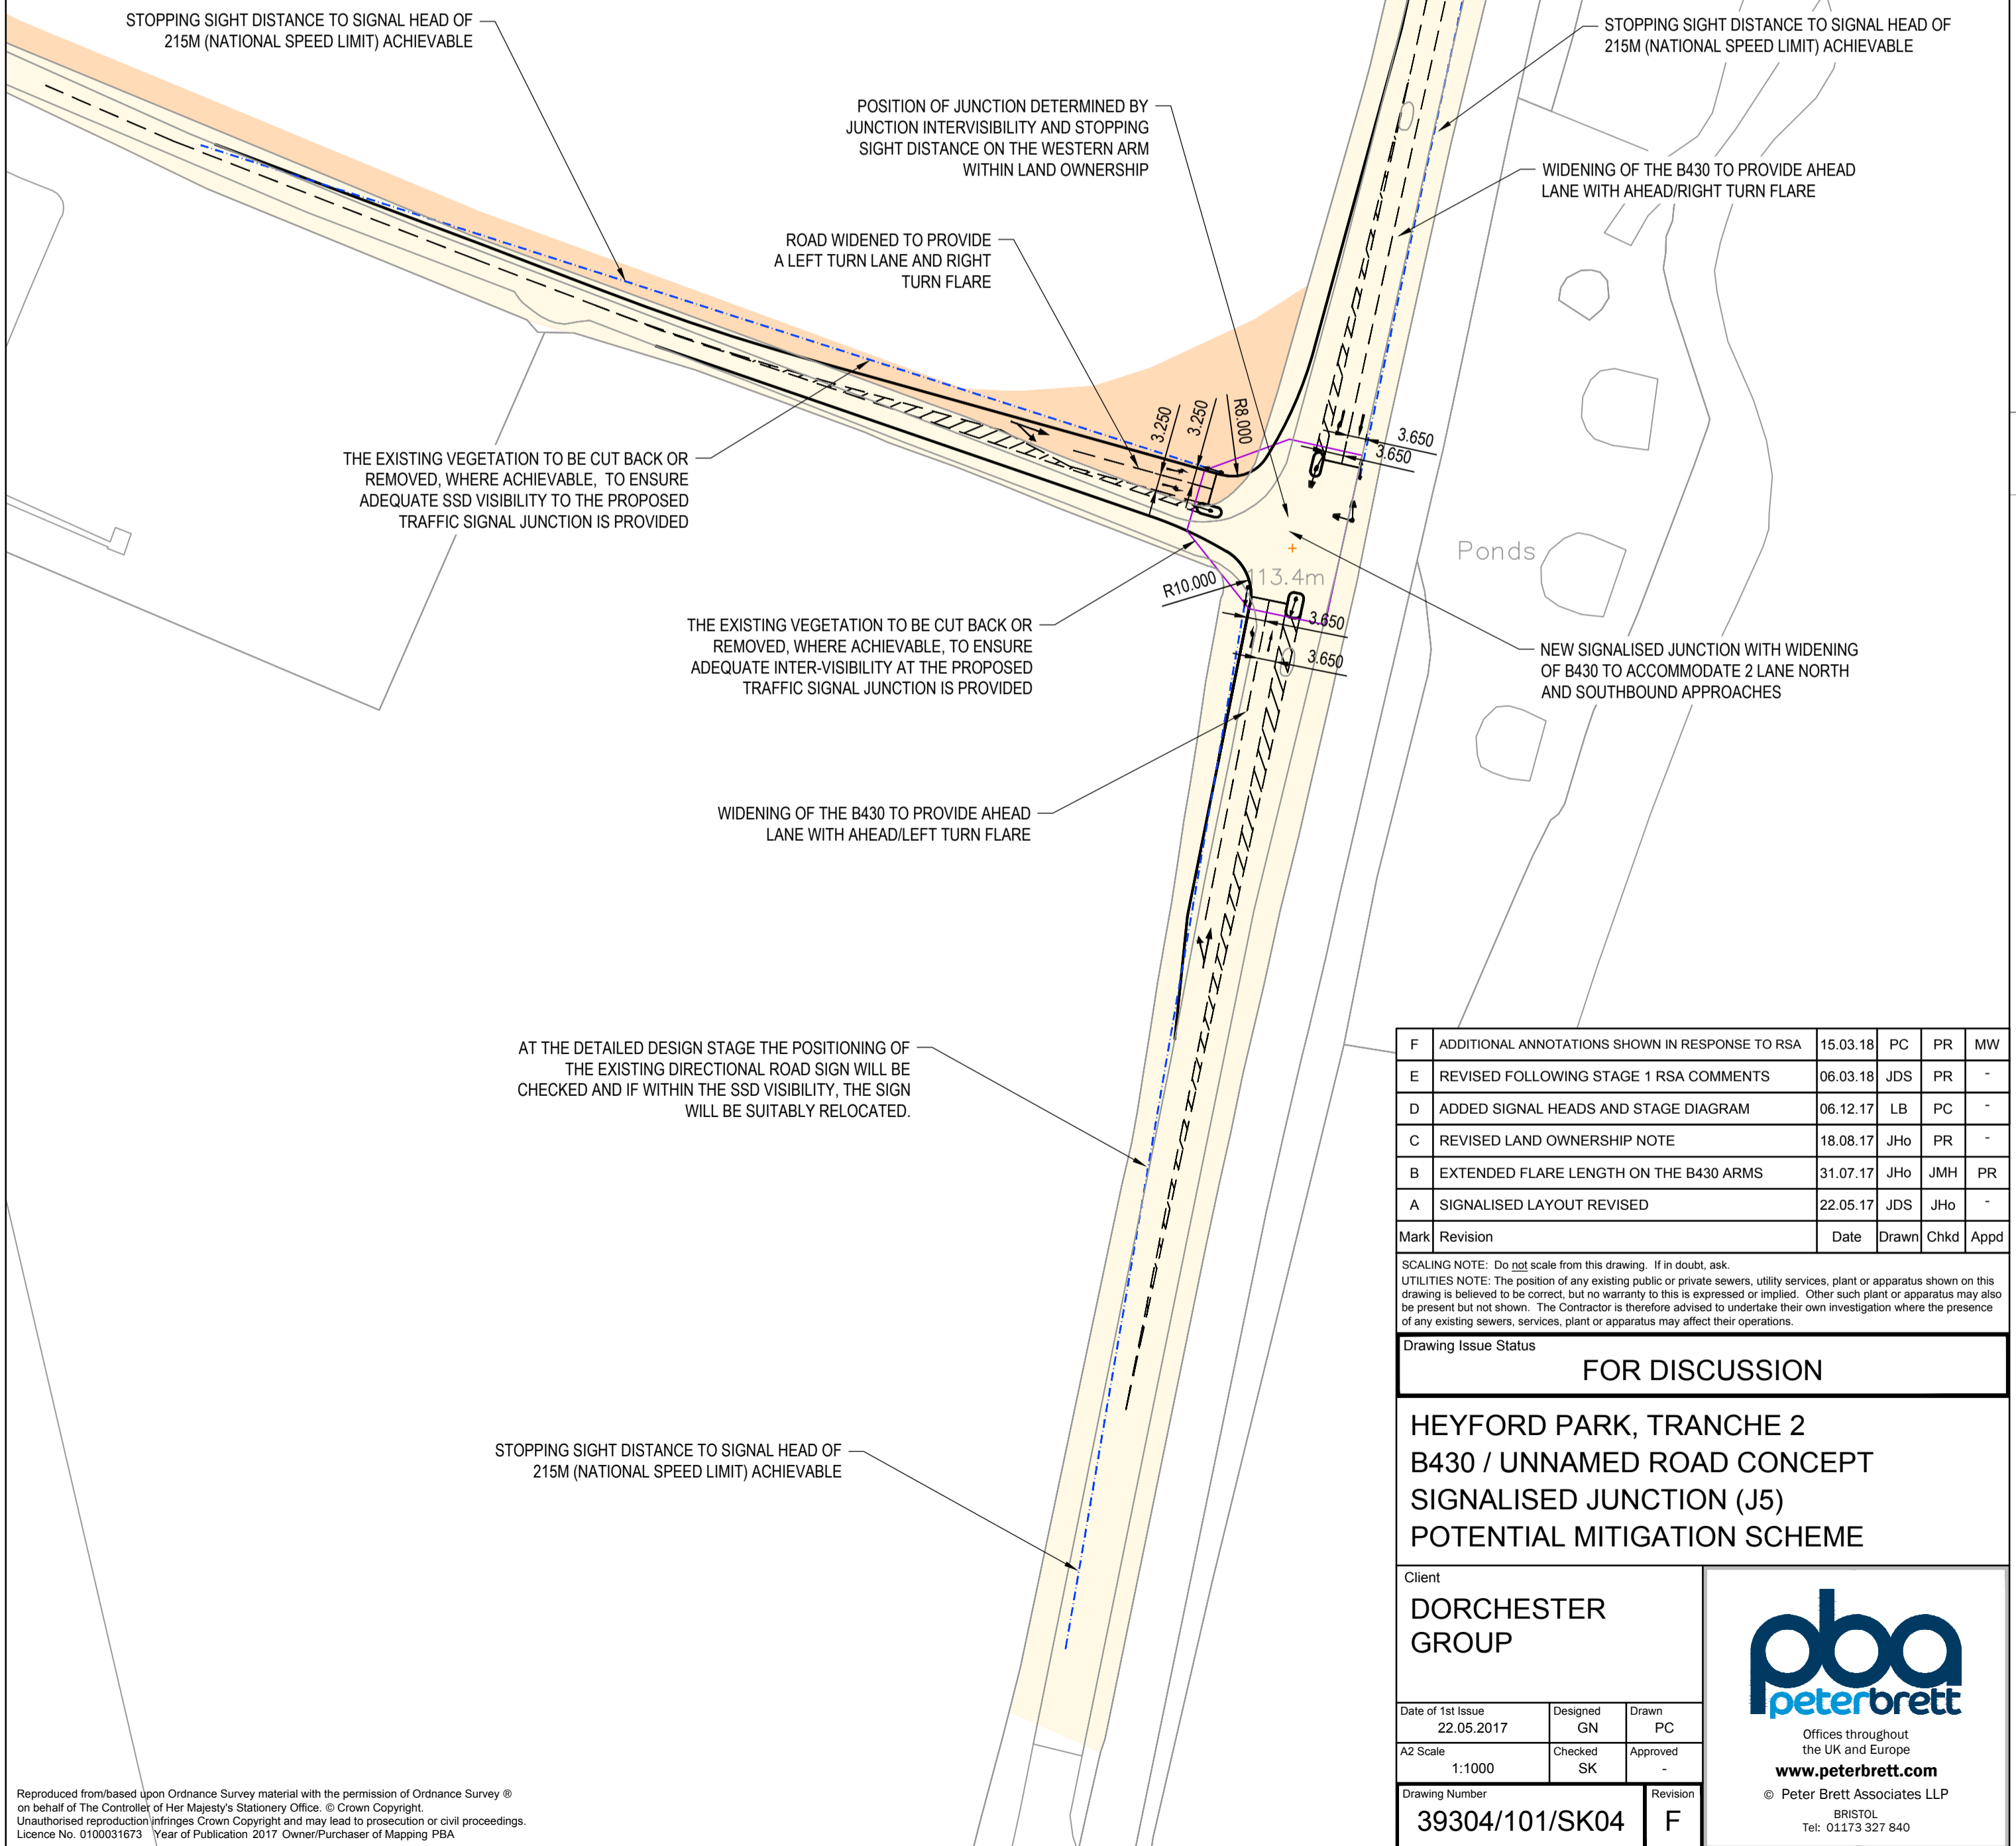 STOPPING SIGHT DISTANCE TO SIGNAL HEAD OF
215M (NATIONAL SPEED LIMIT) ACHIEVABLE
STOPPING SIGHT DISTANCE TO SIGNAL HEAD OF
215M (NATIONAL SPEED LIMIT) ACHIEVABLE
POSITION OF JUNCTION DETERMINED BY
JUNCTION INTERVISIBILITY AND STOPPING
SIGHT DISTANCE ON THE WESTERN ARM
WITHIN LAND OWNERSHIP
WIDENING OF THE B430 TO PROVIDE AHEAD
LANE WITH AHEAD/RIGHT TURN FLARE
ROAD WIDENED TO PROVIDE
A LEFT TURN LANE AND RIGHT
TURN FLARE
3.250
3.250
R8.000
3.650
3.650
THE EXISTING VEGETATION TO BE CUT BACK OR
REMOVED, WHERE ACHIEVABLE, TO ENSURE
ADEQUATE SSD VISIBILITY TO THE PROPOSED
TRAFFIC SIGNAL JUNCTION IS PROVIDED
Ponds
R10.000
113.4m
3.650
3.650
THE EXISTING VEGETATION TO BE CUT BACK OR
REMOVED, WHERE ACHIEVABLE, TO ENSURE
ADEQUATE INTER-VISIBILITY AT THE PROPOSED
TRAFFIC SIGNAL JUNCTION IS PROVIDED
NEW SIGNALISED JUNCTION WITH WIDENING
OF B430 TO ACCOMMODATE 2 LANE NORTH
AND SOUTHBOUND APPROACHES
WIDENING OF THE B430 TO PROVIDE AHEAD
LANE WITH AHEAD/LEFT TURN FLARE
AT THE DETAILED DESIGN STAGE THE POSITIONING OF
THE EXISTING DIRECTIONAL ROAD SIGN WILL BE
CHECKED AND IF WITHIN THE SSD VISIBILITY, THE SIGN
WILL BE SUITABLY RELOCATED.
STOPPING SIGHT DISTANCE TO SIGNAL HEAD OF
215M (NATIONAL SPEED LIMIT) ACHIEVABLE
F ADDITIONAL ANNOTATIONS SHOWN IN RESPONSE TO RSA 15.03.18 PC PR MW
E REVISED FOLLOWING STAGE 1 RSA COMMENTS 06.03.18 JDS PR -
D ADDED SIGNAL HEADS AND STAGE DIAGRAM 06.12.17 LB PC -
C REVISED LAND OWNERSHIP NOTE 18.08.17 JHo PR -
B EXTENDED FLARE LENGTH ON THE B430 ARMS 31.07.17 JHo JMH PR
A SIGNALISED LAYOUT REVISED 22.05.17 JDS JHo -
Mark Revision Date Drawn Chkd Appd
SCALING NOTE: Do not scale from this drawing. If in doubt, ask.
UTILITIES NOTE: The position of any existing public or private sewers, utility services, plant or apparatus shown on this
drawing is believed to be correct, but no warranty to this is expressed or implied. Other such plant or apparatus may also
be present but not shown. The Contractor is therefore advised to undertake their own investigation where the presence
of any existing sewers, services, plant or apparatus may affect their operations.
Drawing Issue Status
FOR DISCUSSION
HEYFORD PARK, TRANCHE 2
B430 / UNNAMED ROAD CONCEPT
SIGNALISED JUNCTION (J5)
POTENTIAL MITIGATION SCHEME
Client
DORCHESTER
GROUP
Date of 1st Issue
22.05.2017
Designed
GN
Drawn
PC
A2 Scale
1:1000
Checked
SK
Approved
-
Drawing Number
39304/101/SK04
Revision
F
pba
peterbrett
Offices throughout
the UK and Europe
www.peterbrett.com
© Peter Brett Associates LLP
BRISTOL
Tel: 01173 327 840
Reproduced from/based upon Ordnance Survey material with the permission of Ordnance Survey ®
on behalf of The Controller of Her Majesty's Stationery Office. © Crown Copyright.
Unauthorised reproduction infringes Crown Copyright and may lead to prosecution or civil proceedings.
Licence No. 0100031673 Year of Publication 2017 Owner/Purchaser of Mapping PBA